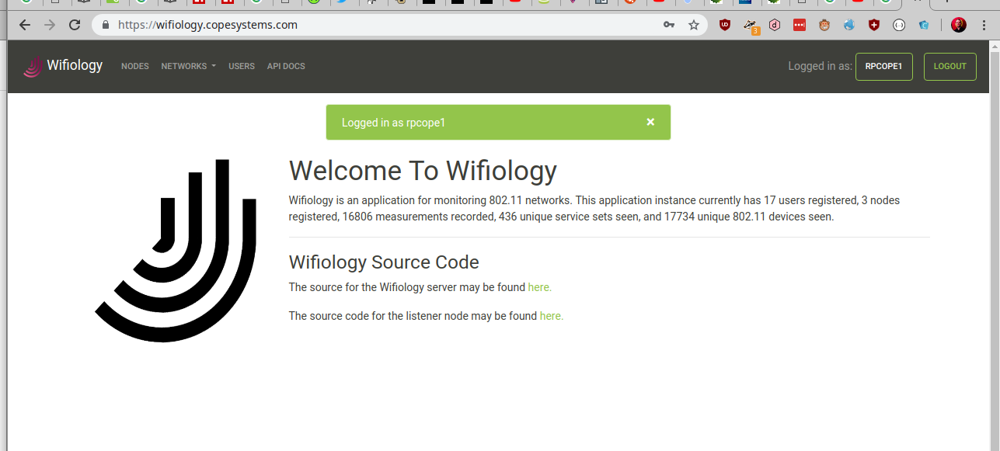 https://wifiology.copesystems.com
3
Wifiology NODES NETWORKS USERS API DOCS Logged in as: RPCOPE1 LOGOUT
Logged in as rpcope1 ×
Welcome To Wifiology
Wifiology is an application for monitoring 802.11 networks. This application instance currently has 17 users registered, 3 nodes
registered, 16806 measurements recorded, 436 unique service sets seen, and 17734 unique 802.11 devices seen.
Wifiology Source Code
The source for the Wifiology server may be found here.
The source code for the listener node may be found here.